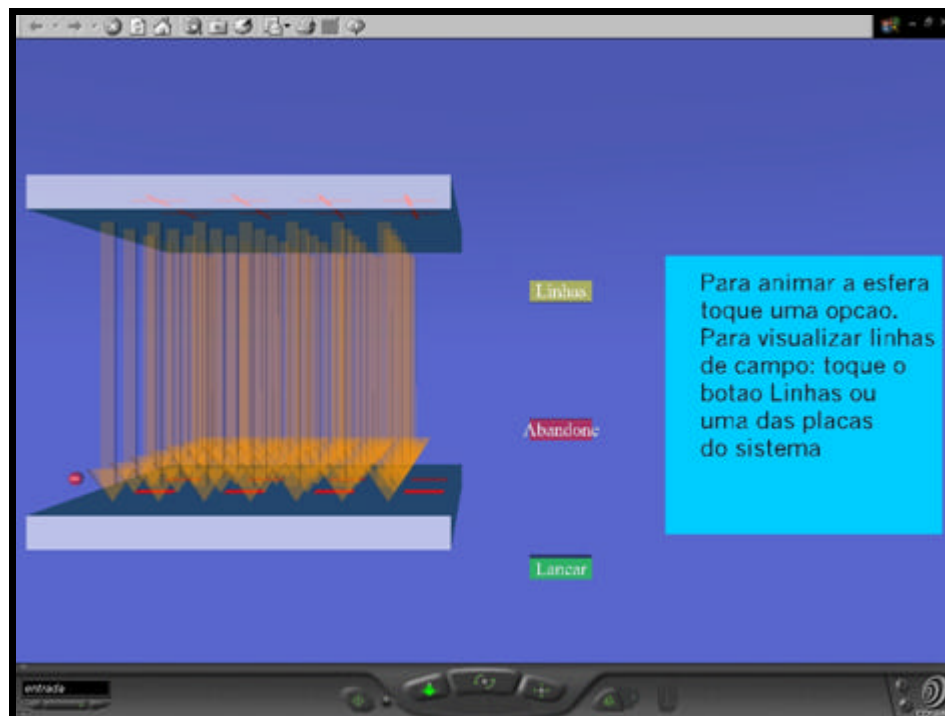 Linhas
Abandone
Lancar
Para animar a esfera
toque uma opcao.
Para visualizar linhas
de campo: toque o
botao Linhas ou
uma das placas
do sistema
entrada